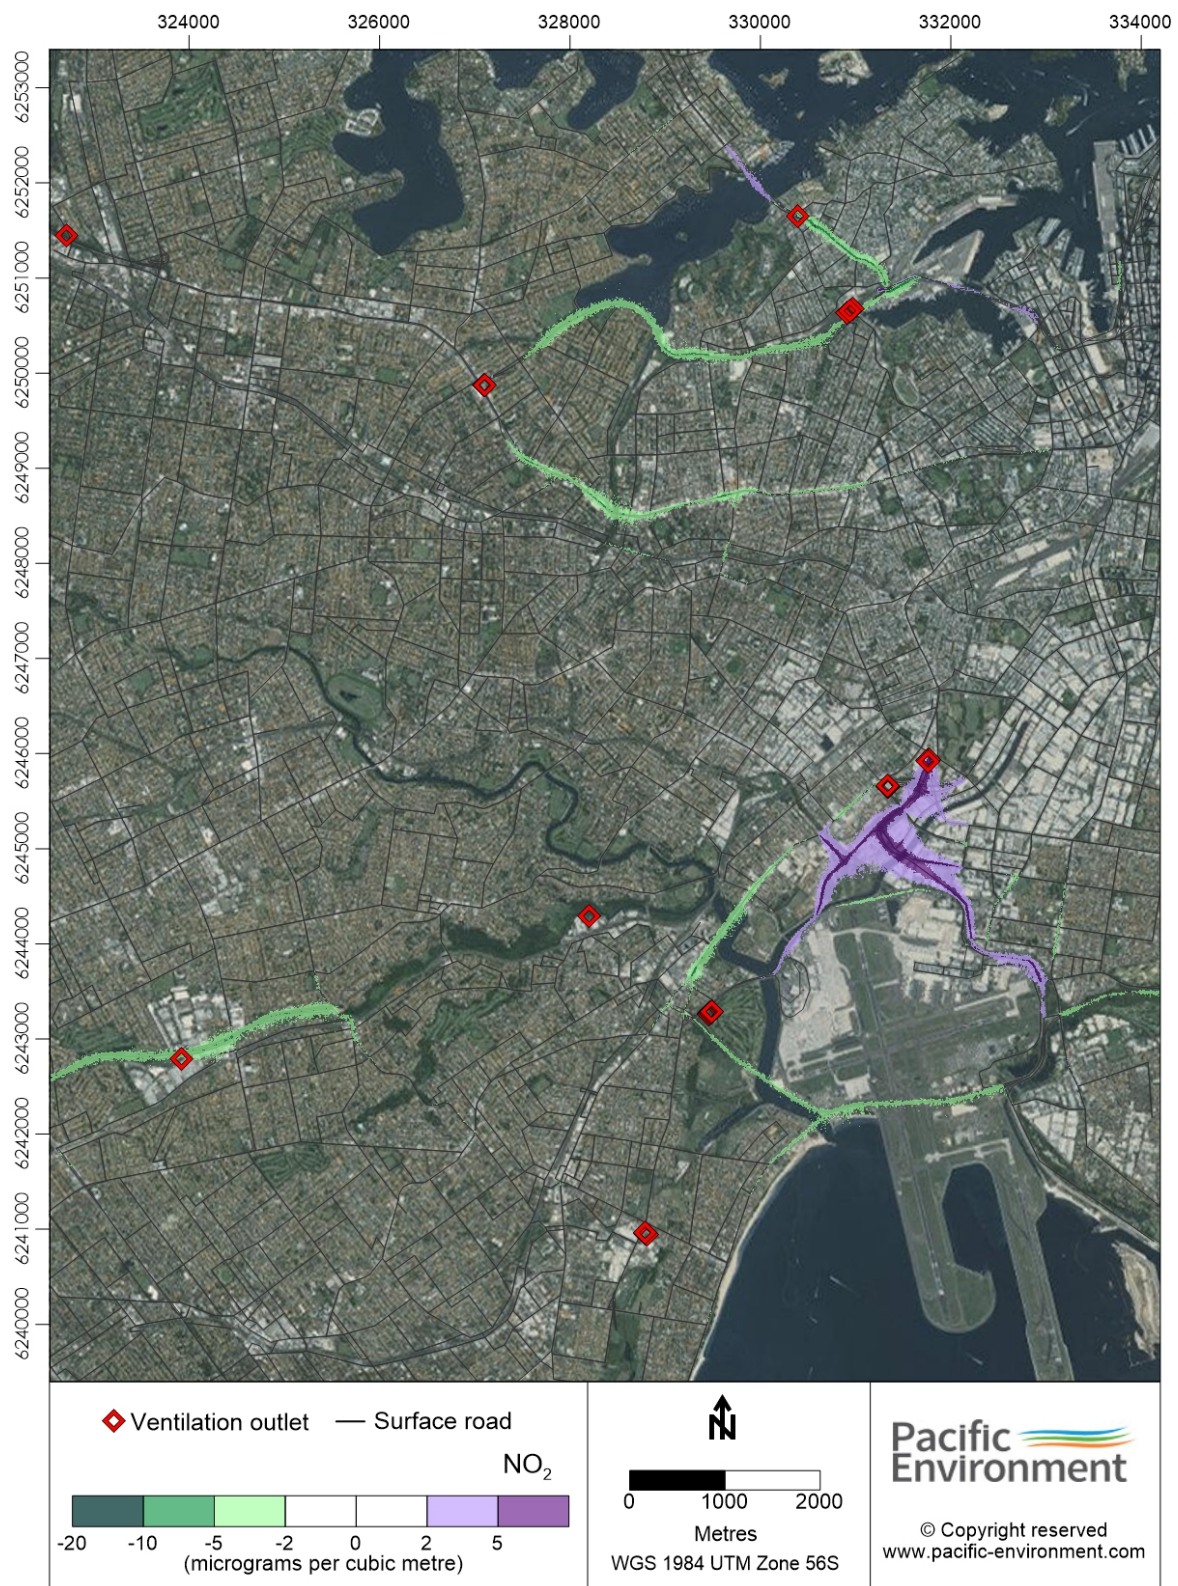 324000 326000 328000 330000 332000 334000
6253000
6252000
6251000
6250000
6249000
6248000
6247000
6246000
6245000
6244000
6243000
6242000
6241000
6240000
Ventilation outlet
Surface road
NO₂
-20 -10 -5 -2 0 2 5
(micrograms per cubic metre)
N
0 1000 2000
Metres
WGS 1984 UTM Zone 56S
Pacific
Environment
© Copyright reserved
www.pacific-environment.com